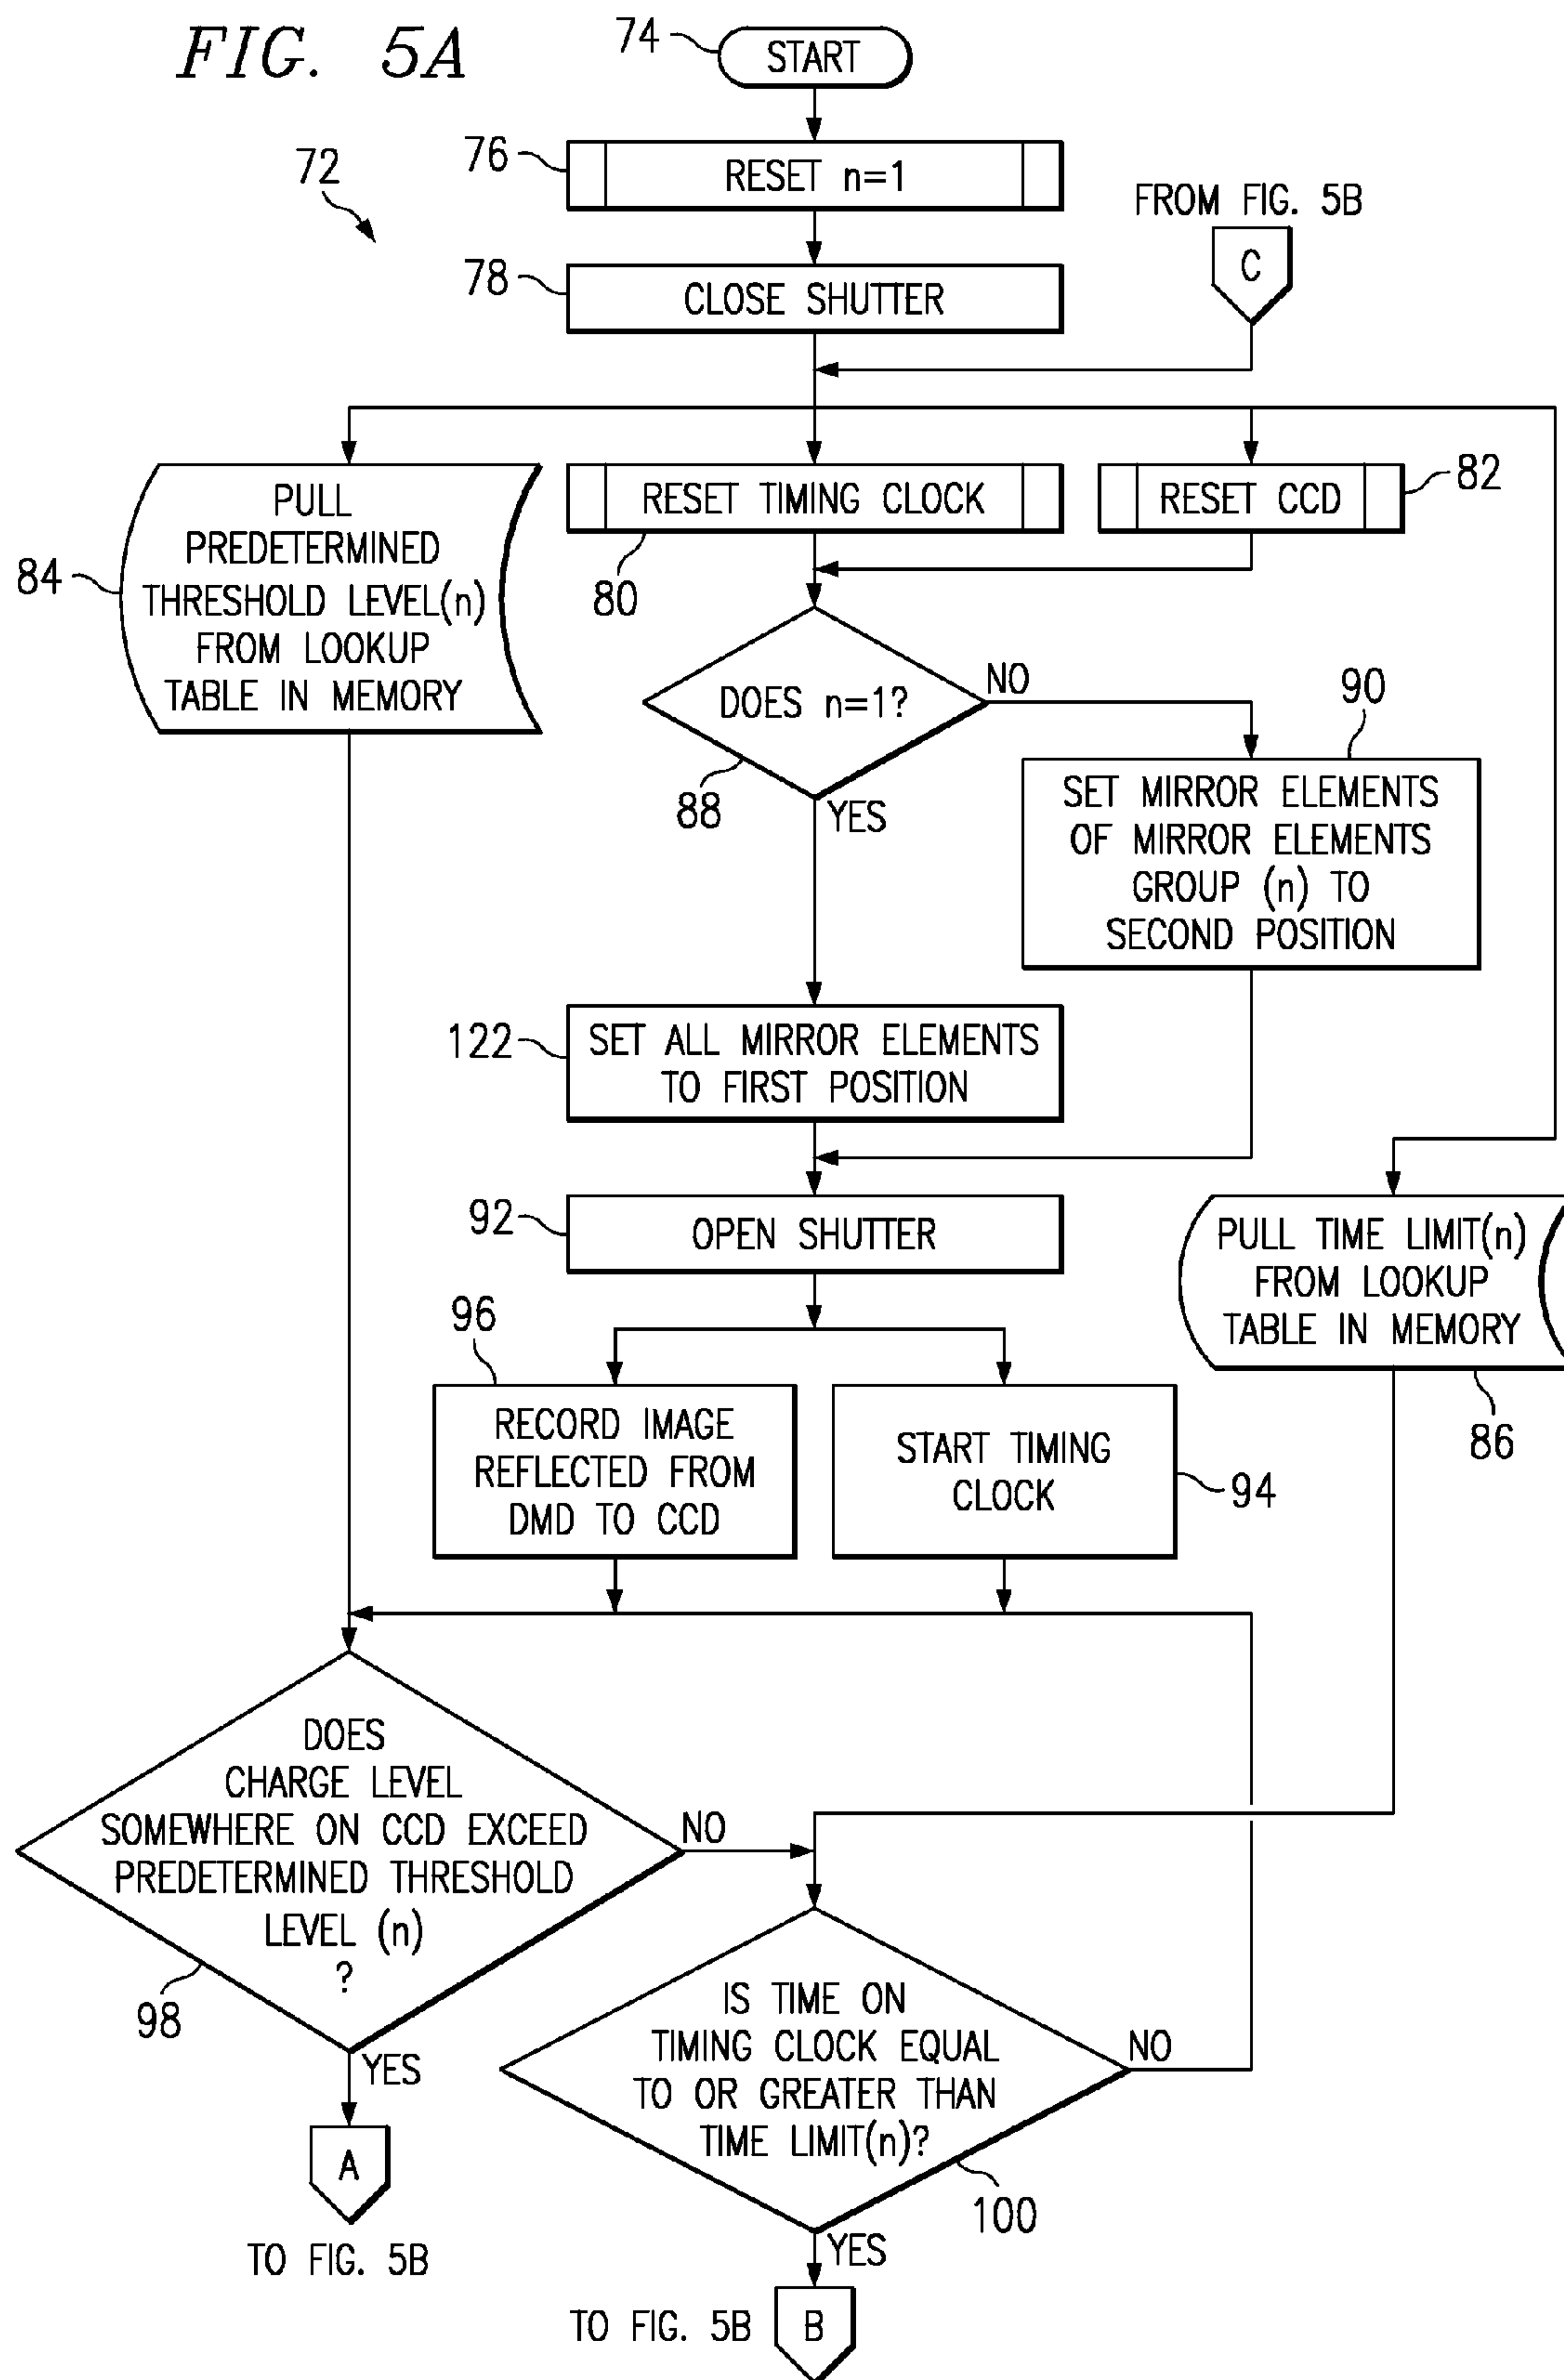 FIG. 5A
74
START
76
RESET n=1
72
FROM FIG. 5B
C
78
CLOSE SHUTTER
84
PULL
PREDETERMINED
THRESHOLD LEVEL(n)
FROM LOOKUP
TABLE IN MEMORY
RESET TIMING CLOCK
80
RESET CCD
82
DOES n=1?
NO
88
YES
90
SET MIRROR ELEMENTS
OF MIRROR ELEMENTS
GROUP (n) TO
SECOND POSITION
122
SET ALL MIRROR ELEMENTS
TO FIRST POSITION
92
OPEN SHUTTER
PULL TIME LIMIT(n)
FROM LOOKUP
TABLE IN MEMORY
86
96
RECORD IMAGE
REFLECTED FROM
DMD TO CCD
START TIMING
CLOCK
94
DOES
CHARGE LEVEL
SOMEWHERE ON CCD EXCEED
PREDETERMINED THRESHOLD
LEVEL (n)
?
NO
98
YES
A
TO FIG. 5B
IS TIME ON
TIMING CLOCK EQUAL
TO OR GREATER THAN
TIME LIMIT(n)?
NO
100
YES
TO FIG. 5B
B